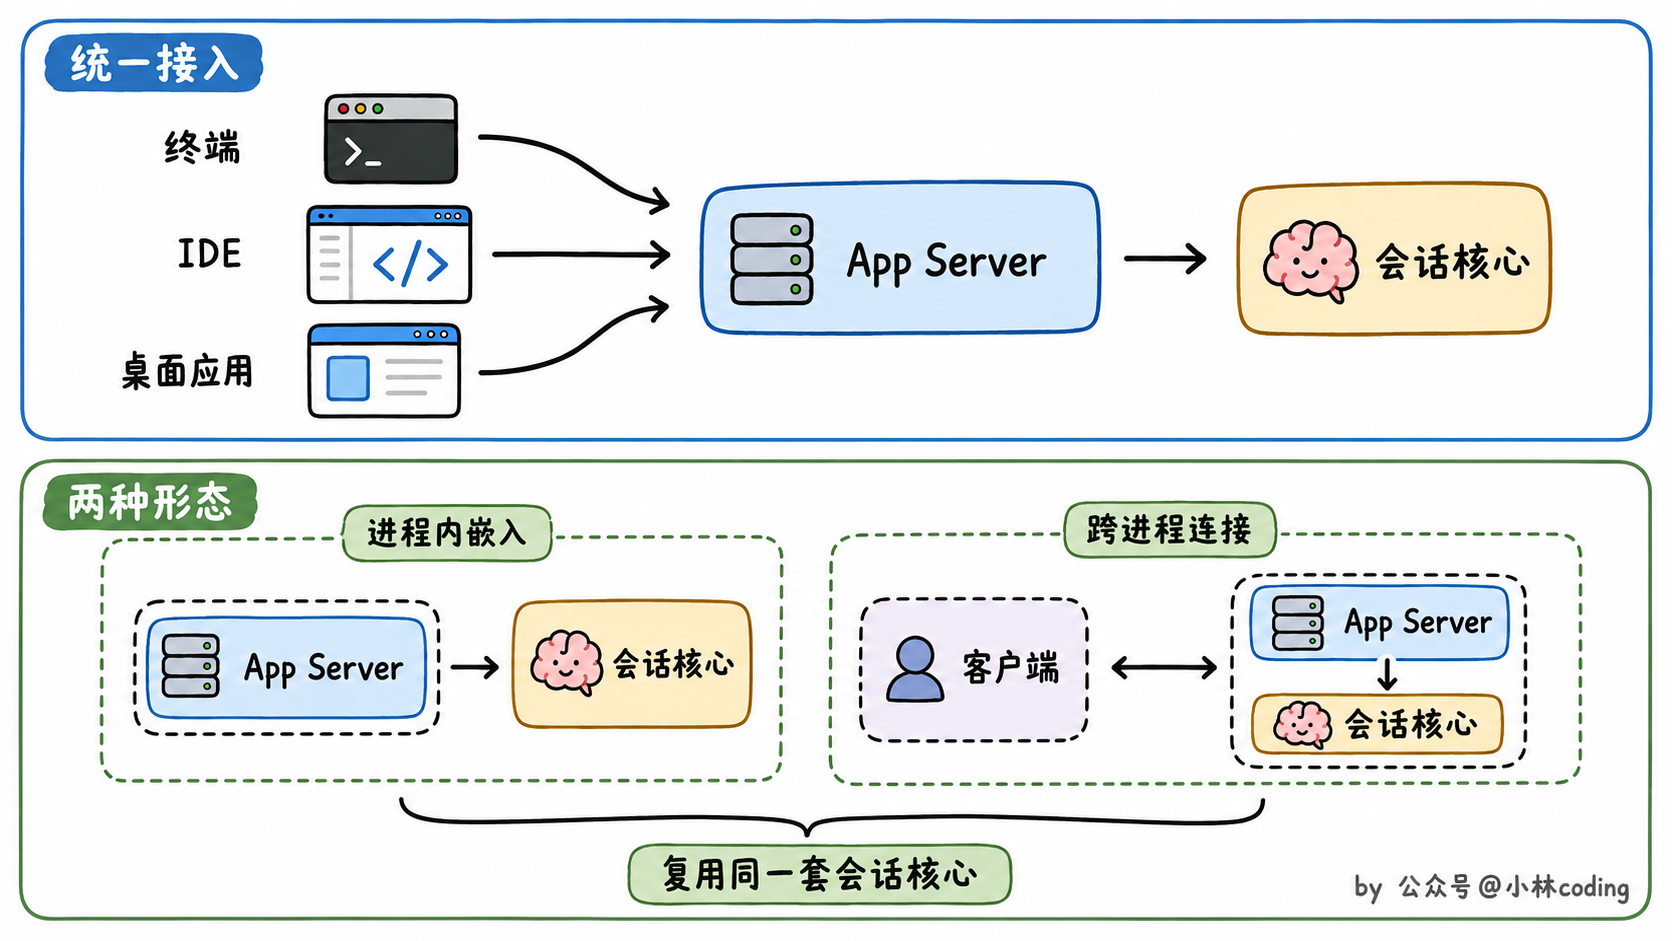 统一接入
终端
IDE
桌面应用
>_
</>
App Server
会话核心
两种形态
进程内嵌入
App Server
会话核心
跨进程连接
客户端
App Server
会话核心
复用同一套会话核心
by 公众号@小林coding